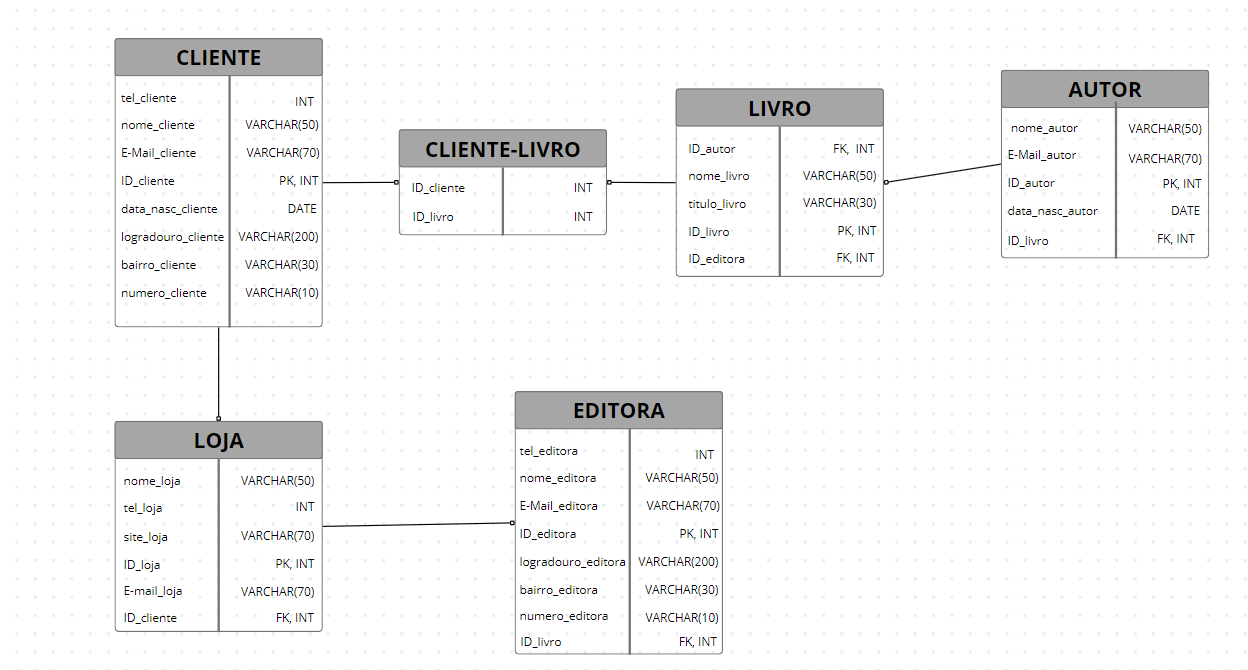 CLIENTE
tel_cliente INT
nome_cliente VARCHAR(50)
E-Mail_cliente VARCHAR(70)
ID_cliente PK, INT
data_nasc_cliente DATE
logradouro_cliente VARCHAR(200)
bairro_cliente VARCHAR(30)
numero_cliente VARCHAR(10)
CLIENTE-LIVRO
ID_cliente INT
ID_livro INT
LIVRO
ID_autor FK, INT
nome_livro VARCHAR(50)
titulo_livro VARCHAR(30)
ID_livro PK, INT
ID_editora FK, INT
AUTOR
nome_autor VARCHAR(50)
E-Mail_autor VARCHAR(70)
ID_autor PK, INT
data_nasc_autor DATE
ID_livro FK, INT
LOJA
nome_loja VARCHAR(50)
tel_loja INT
site_loja VARCHAR(70)
ID_loja PK, INT
E-mail_loja VARCHAR(70)
ID_cliente FK, INT
EDITORA
tel_editora INT
nome_editora VARCHAR(50)
E-Mail_editora VARCHAR(70)
ID_editora PK, INT
logradouro_editora VARCHAR(200)
bairro_editora VARCHAR(30)
numero_editora VARCHAR(10)
ID_livro FK, INT